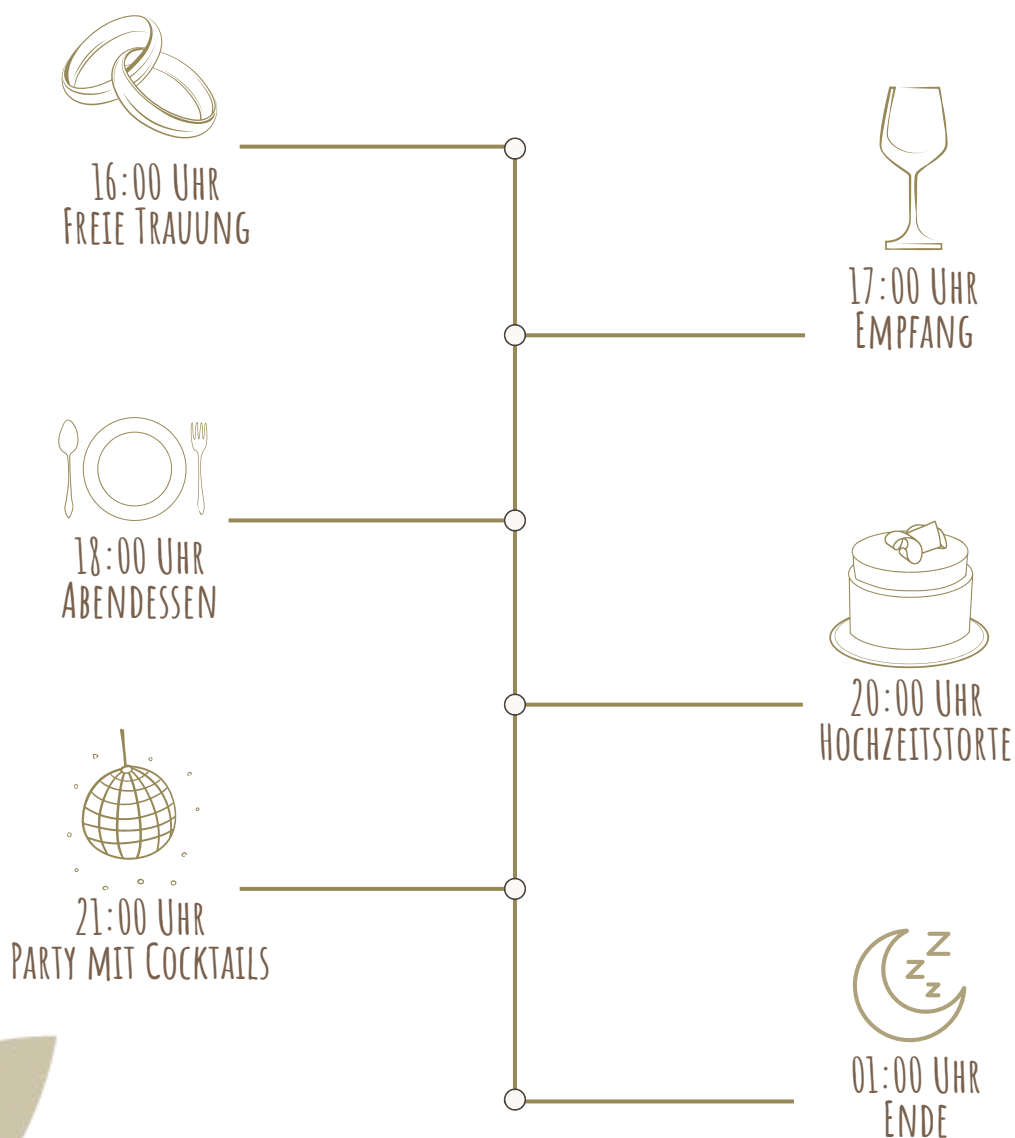 16:00 Uhr
Freie Trauung
17:00 Uhr
Empfang
18:00 Uhr
Abendessen
20:00 Uhr
Hochzeitstorte
21:00 Uhr
Party mit Cocktails
Z
Z
Z
01:00 Uhr
Ende